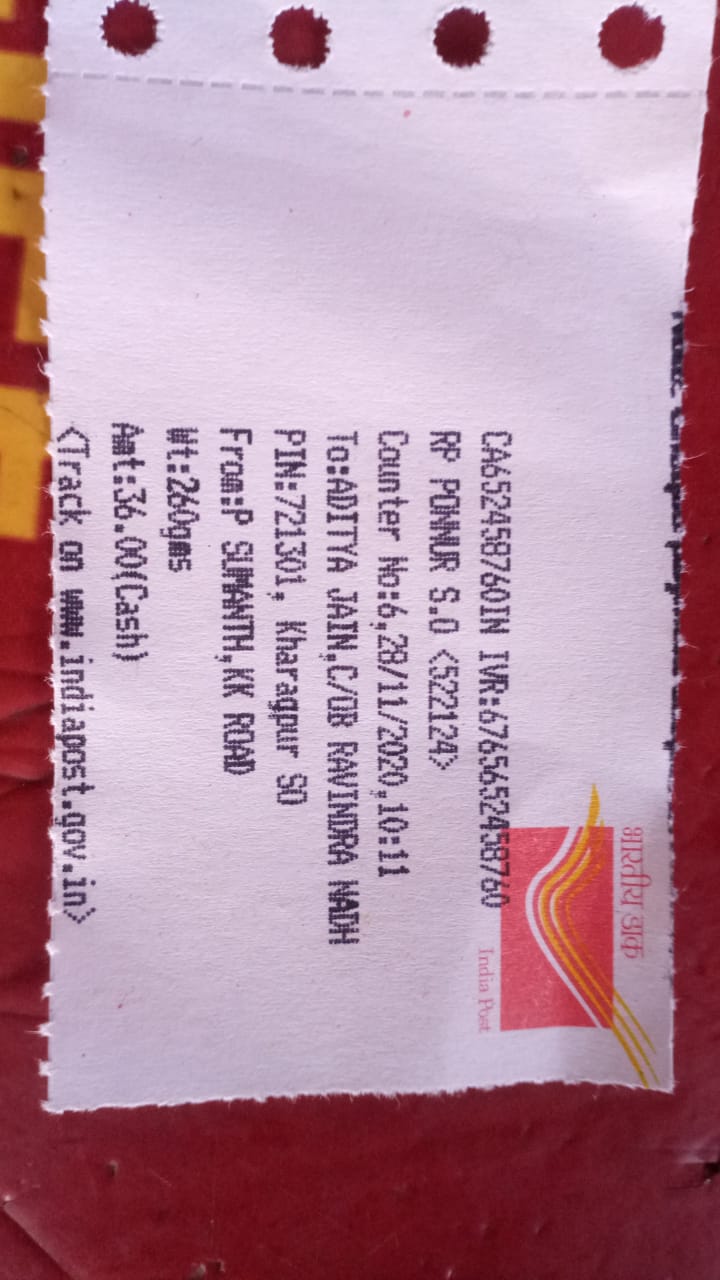 भारतीय डाक
India Post
CA652458760IN IVR:6765652458760
RP PONNUR S.O <522124>
Counter No:6,28/11/2020,10:11
To:ADITYA JAIN,C/OB RAVINDRA NADH
PIN:721301, Kharagpur SO
From:P SUMANTH,KK ROAD
Wt:260gms
Amt:36.00(Cash)
<Track on www.indiapost.gov.in>